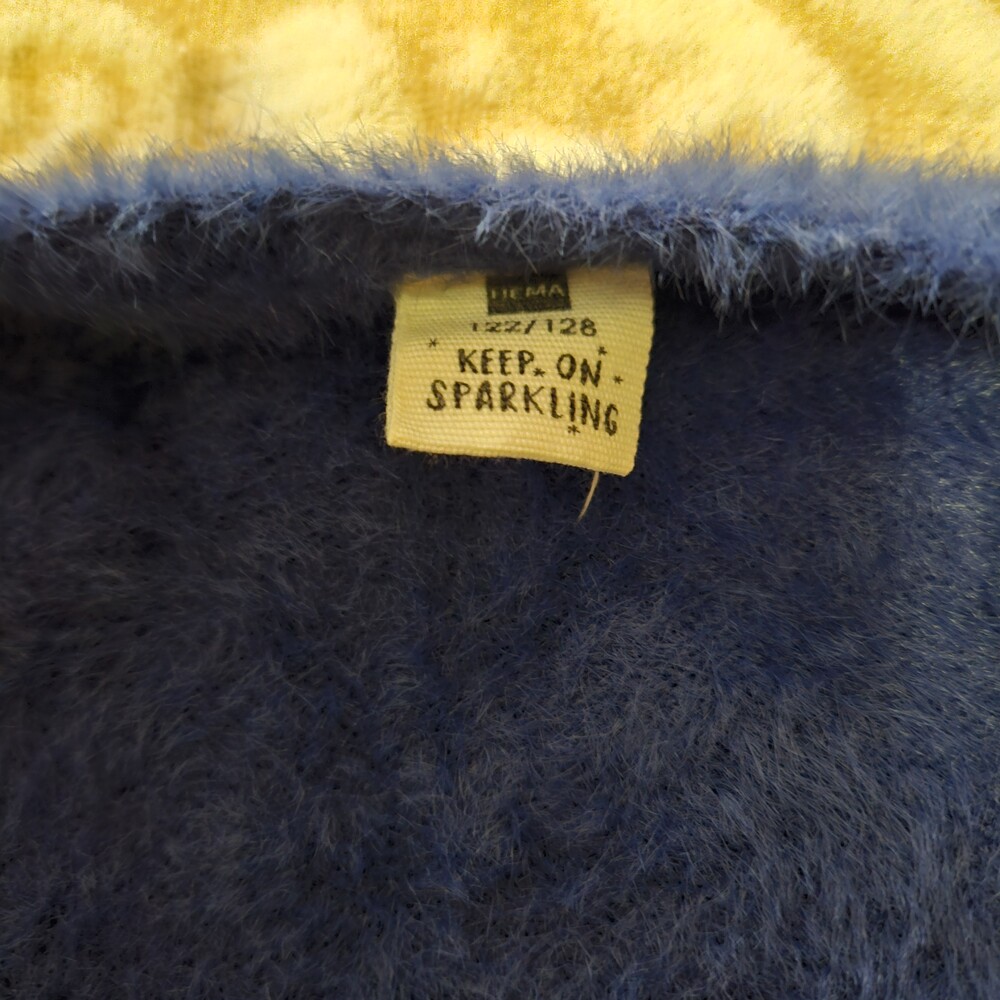 HEMA
122/128
KEEP ON
SPARKLING